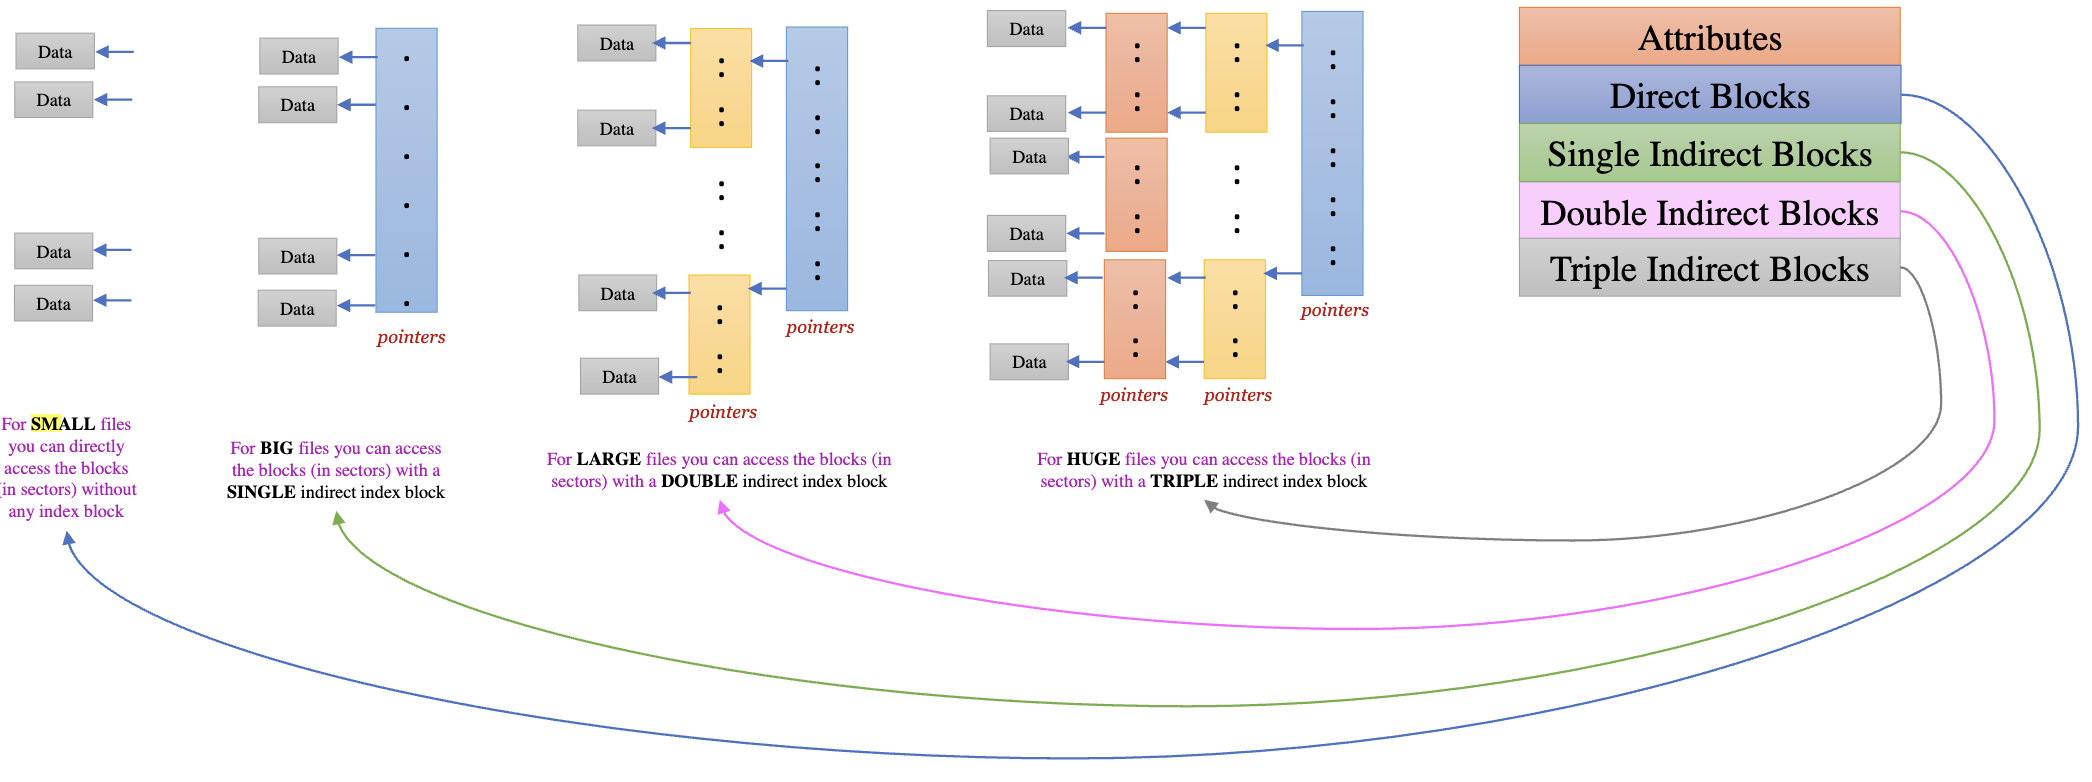 Data
Data
Data
Data
For SMALL files
you can directly
access the blocks
(in sectors) without
any index block
Data
Data
Data
Data
pointers
For BIG files you can access
the blocks (in sectors) with a
SINGLE indirect index block
Data
Data
Data
Data
pointers
pointers
For LARGE files you can access the blocks (in
sectors) with a DOUBLE indirect index block
Data
Data
Data
Data
Data
Data
pointers
pointers
pointers
For HUGE files you can access the blocks (in
sectors) with a TRIPLE indirect index block
Attributes
Direct Blocks
Single Indirect Blocks
Double Indirect Blocks
Triple Indirect Blocks